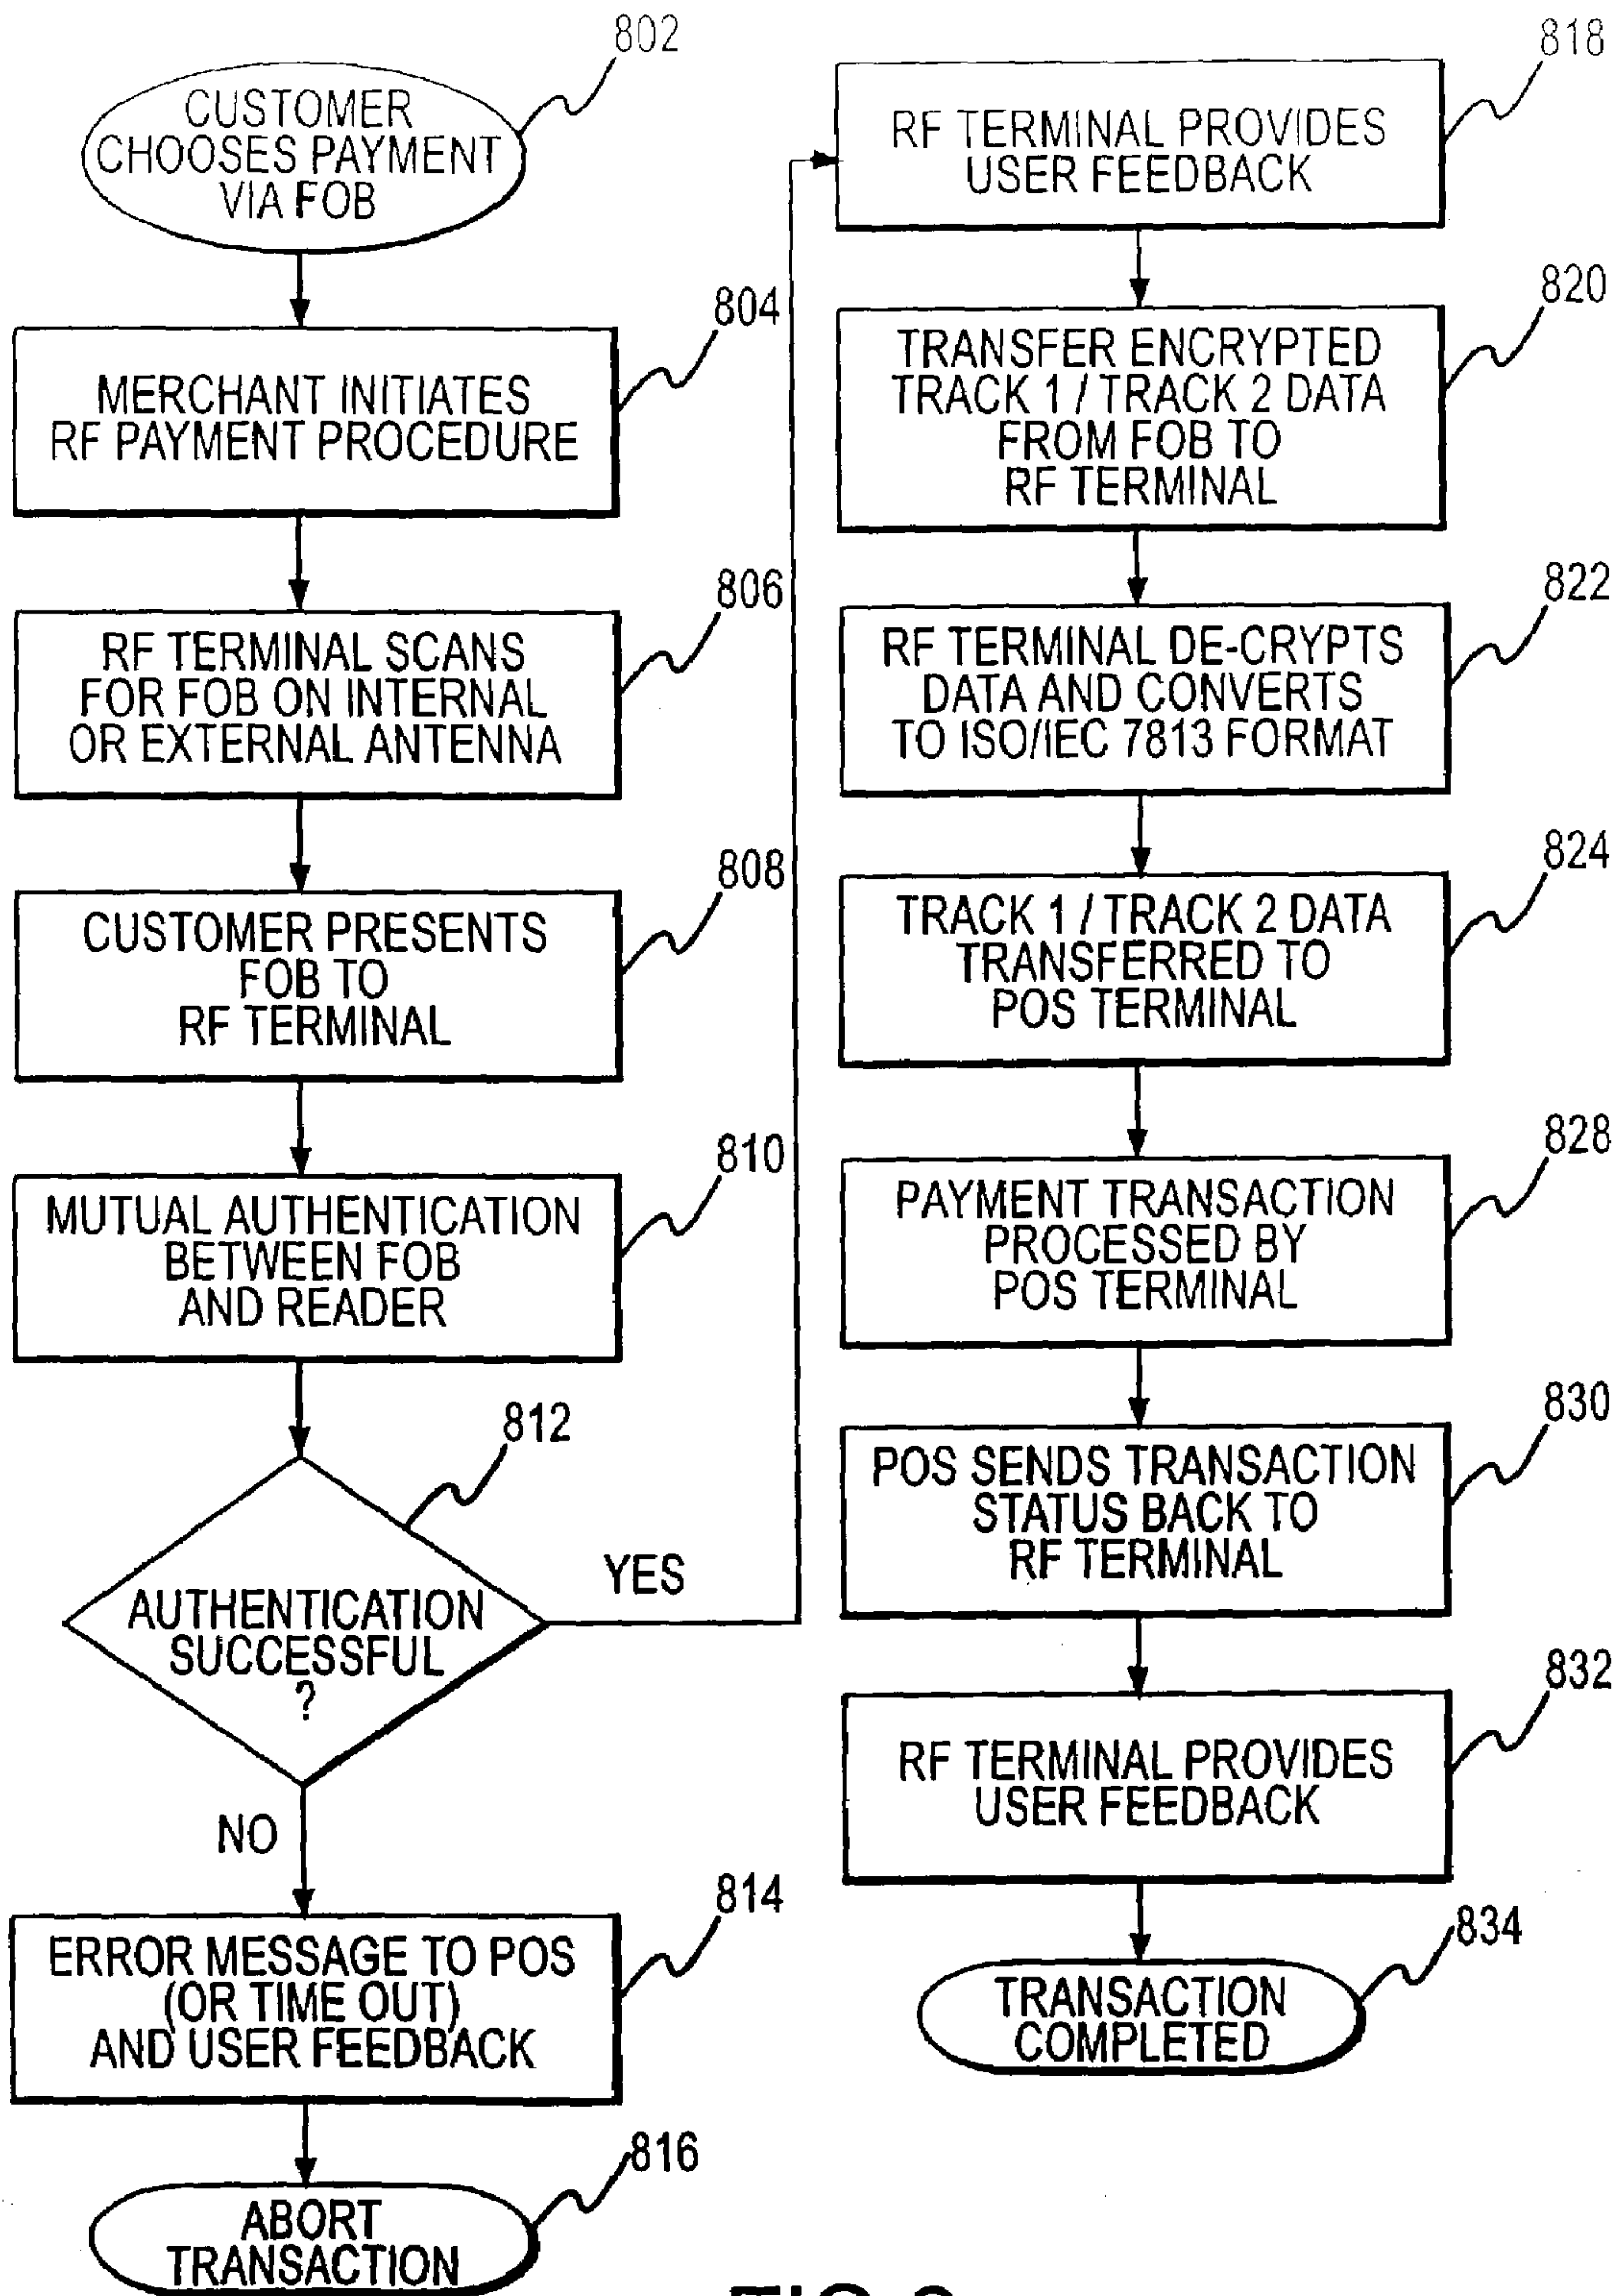 802
CUSTOMER
CHOOSES PAYMENT
VIA FOB
804
MERCHANT INITIATES
RF PAYMENT PROCEDURE
806
RF TERMINAL SCANS
FOR FOB ON INTERNAL
OR EXTERNAL ANTENNA
808
CUSTOMER PRESENTS
FOB TO
RF TERMINAL
810
MUTUAL AUTHENTICATION
BETWEEN FOB
AND READER
812
AUTHENTICATION
SUCCESSFUL
?
YES
NO
814
ERROR MESSAGE TO POS
(OR TIME OUT)
AND USER FEEDBACK
816
ABORT
TRANSACTION
818
RF TERMINAL PROVIDES
USER FEEDBACK
820
TRANSFER ENCRYPTED
TRACK 1 / TRACK 2 DATA
FROM FOB TO
RF TERMINAL
822
RF TERMINAL DE-CRYPTS
DATA AND CONVERTS
TO ISO/IEC 7813 FORMAT
824
TRACK 1 / TRACK 2 DATA
TRANSFERRED TO
POS TERMINAL
828
PAYMENT TRANSACTION
PROCESSED BY
POS TERMINAL
830
POS SENDS TRANSACTION
STATUS BACK TO
RF TERMINAL
832
RF TERMINAL PROVIDES
USER FEEDBACK
834
TRANSACTION
COMPLETED